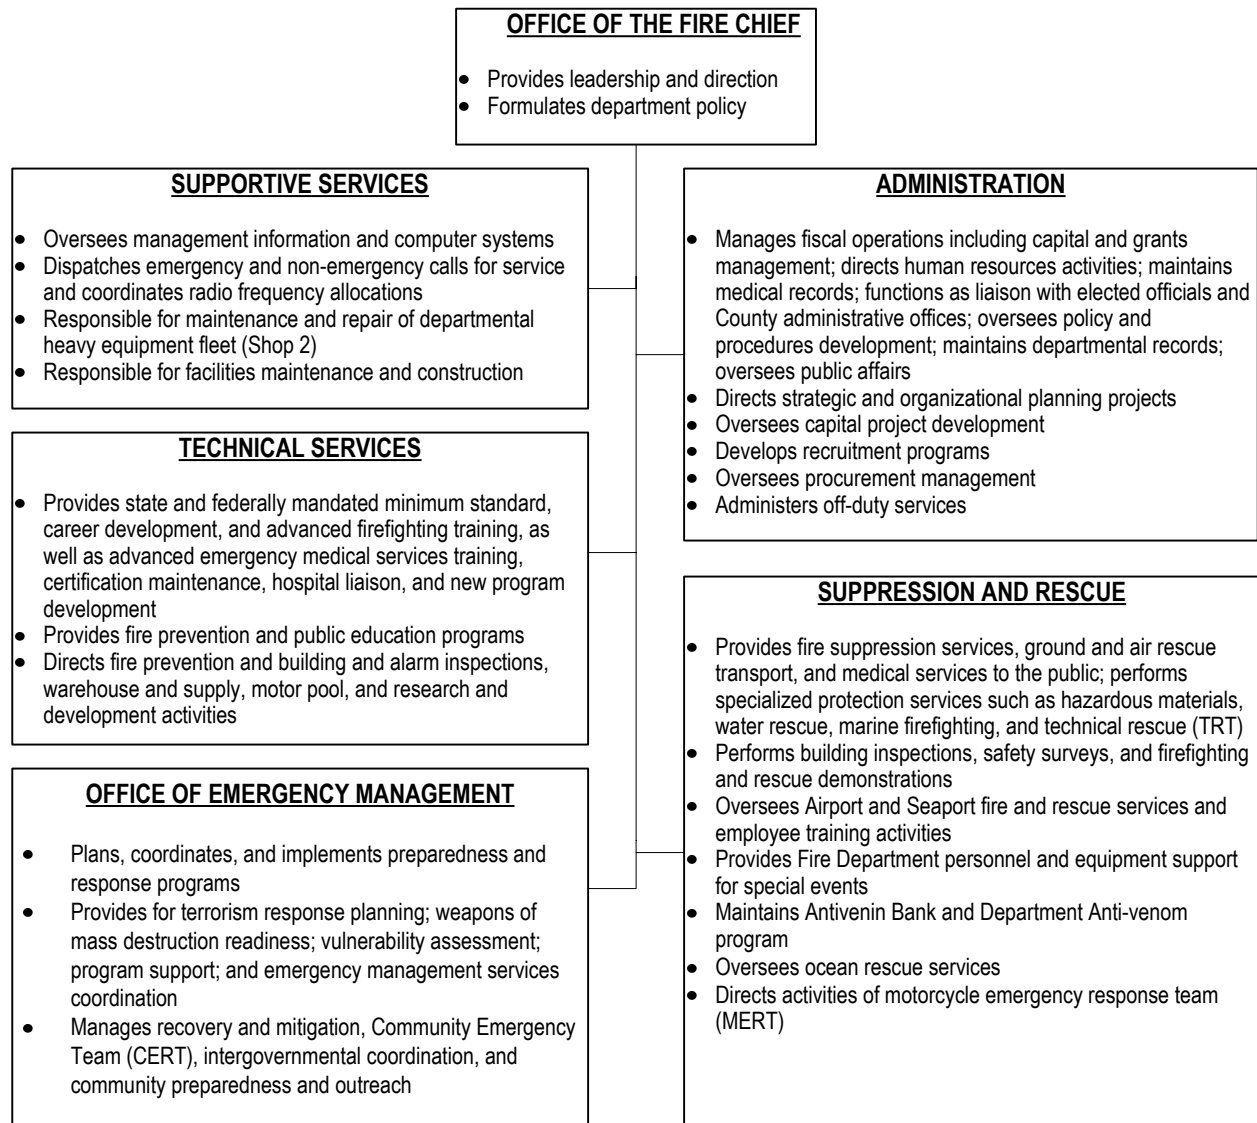 OFFICE OF THE FIRE CHIEF
• Provides leadership and direction
• Formulates department policy
SUPPORTIVE SERVICES
• Oversees management information and computer systems
• Dispatches emergency and non-emergency calls for service
and coordinates radio frequency allocations
• Responsible for maintenance and repair of departmental
heavy equipment fleet (Shop 2)
• Responsible for facilities maintenance and construction
ADMINISTRATION
• Manages fiscal operations including capital and grants
management; directs human resources activities; maintains
medical records; functions as liaison with elected officials and
County administrative offices; oversees policy and
procedures development; maintains departmental records;
oversees public affairs
• Directs strategic and organizational planning projects
• Oversees capital project development
• Develops recruitment programs
• Oversees procurement management
• Administers off-duty services
TECHNICAL SERVICES
• Provides state and federally mandated minimum standard,
career development, and advanced firefighting training, as
well as advanced emergency medical services training,
certification maintenance, hospital liaison, and new program
development
• Provides fire prevention and public education programs
• Directs fire prevention and building and alarm inspections,
warehouse and supply, motor pool, and research and
development activities
SUPPRESSION AND RESCUE
• Provides fire suppression services, ground and air rescue
transport, and medical services to the public; performs
specialized protection services such as hazardous materials,
water rescue, marine firefighting, and technical rescue (TRT)
• Performs building inspections, safety surveys, and firefighting
and rescue demonstrations
• Oversees Airport and Seaport fire and rescue services and
employee training activities
• Provides Fire Department personnel and equipment support
for special events
• Maintains Antivenin Bank and Department Anti-venom
program
• Oversees ocean rescue services
• Directs activities of motorcycle emergency response team
(MERT)
OFFICE OF EMERGENCY MANAGEMENT
• Plans, coordinates, and implements preparedness and
response programs
• Provides for terrorism response planning; weapons of
mass destruction readiness; vulnerability assessment;
program support; and emergency management services
coordination
• Manages recovery and mitigation, Community Emergency
Team (CERT), intergovernmental coordination, and
community preparedness and outreach